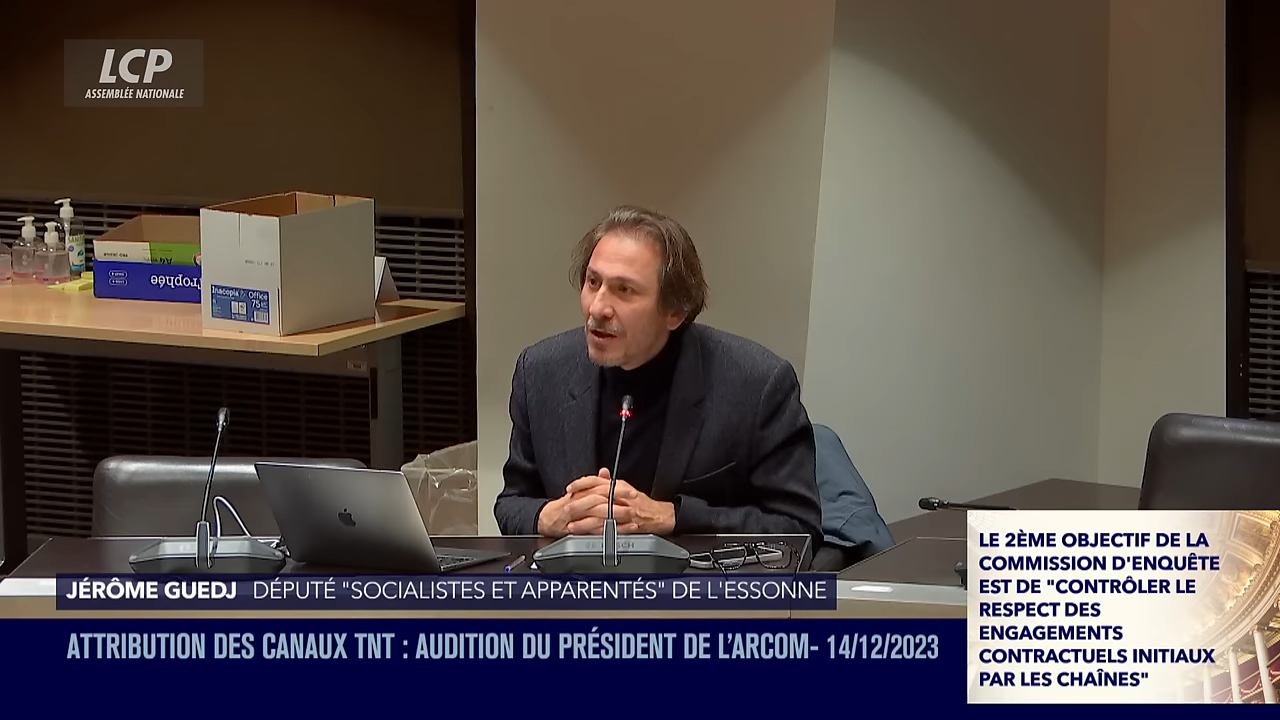 LCP
ASSEMBLÉE NATIONALE
Trophée
Inacopia Office
75
JÉRÔME GUEDJ DÉPUTÉ "SOCIALISTES ET APPARENTÉS" DE L'ESSONNE
ATTRIBUTION DES CANAUX TNT : AUDITION DU PRÉSIDENT DE L'ARCOM- 14/12/2023
LE 2ÈME OBJECTIF DE LA
COMMISSION D'ENQUÊTE
EST DE "CONTRÔLER LE
RESPECT DES
ENGAGEMENTS
CONTRACTUELS INITIAUX
PAR LES CHAÎNES"